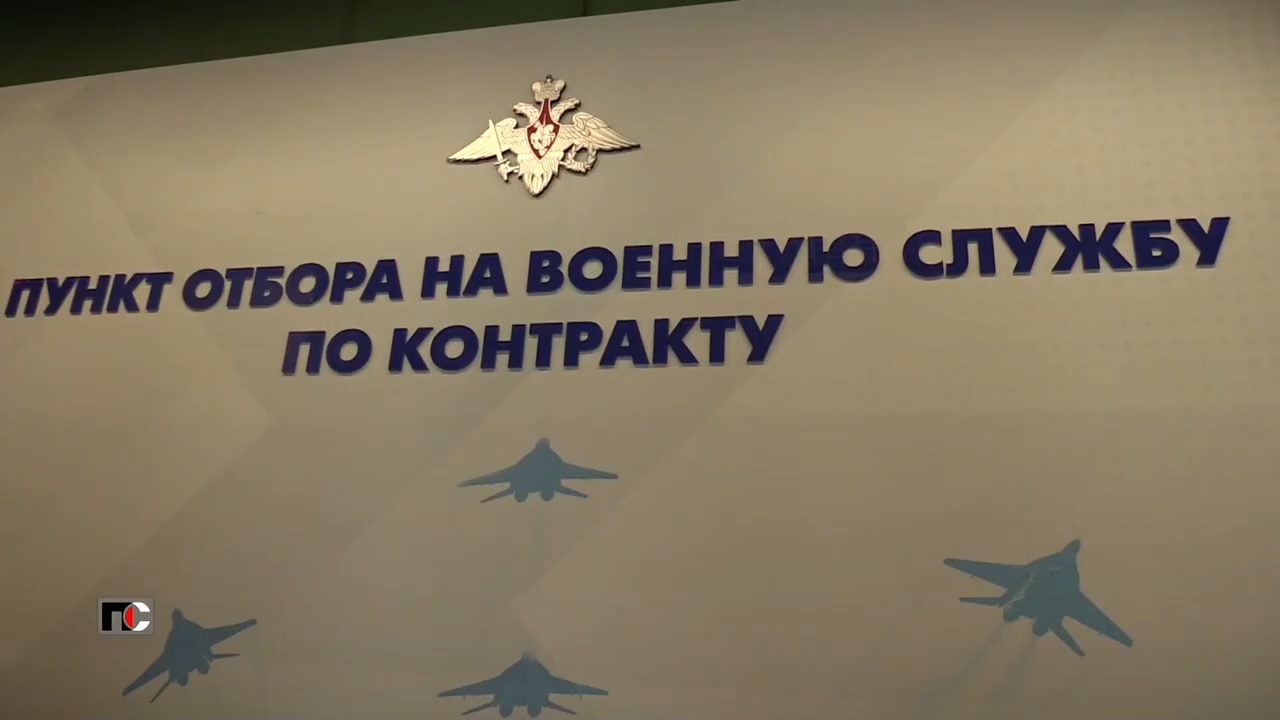 ПУНКТ ОТБОРА НА ВОЕННУЮ СЛУЖБУ
ПО КОНТРАКТУ
ПС